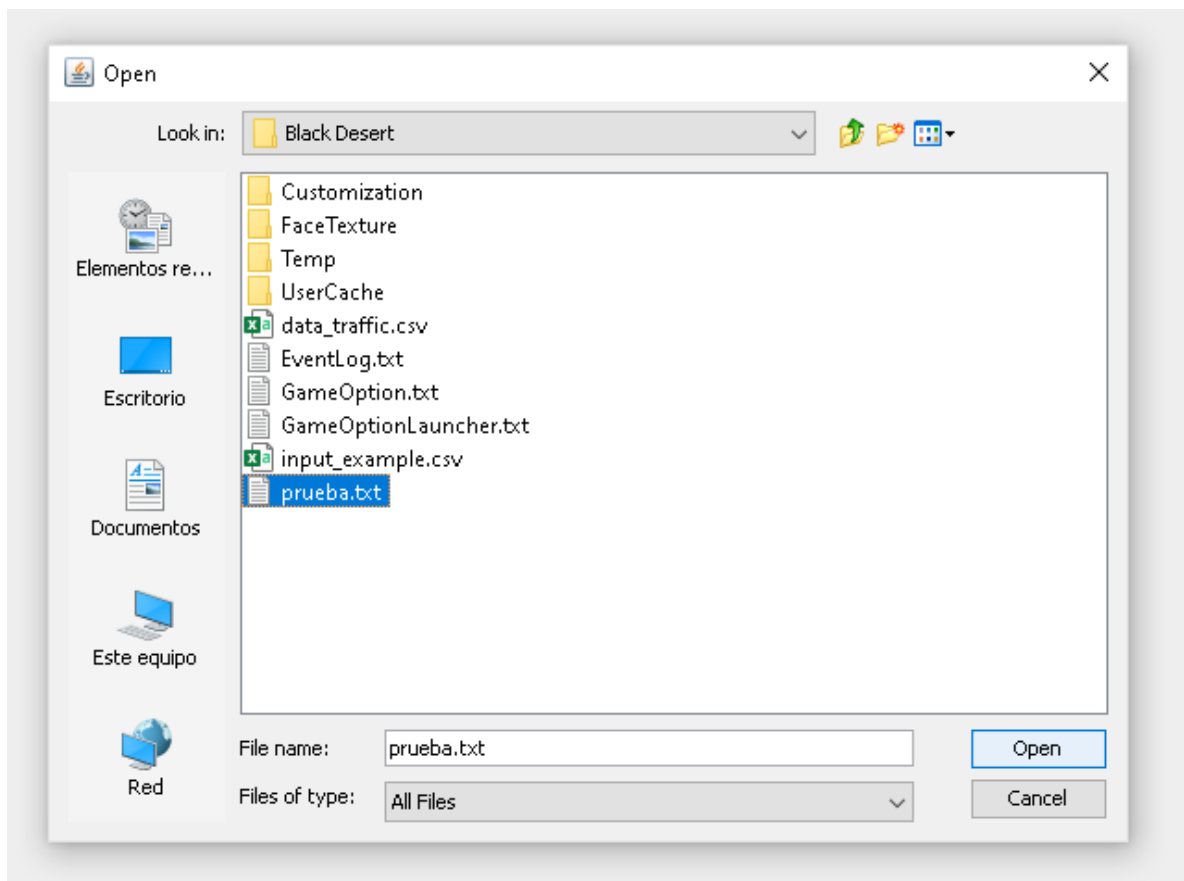 Open
Look in:
Black Desert
Customization
FaceTexture
Temp
UserCache
data_traffic.csv
EventLog.txt
GameOption.txt
GameOptionLauncher.txt
input_example.csv
prueba.txt
Elementos re...
Escritorio
Documentos
Este equipo
Red
File name:
prueba.txt
Open
Files of type:
All Files
Cancel